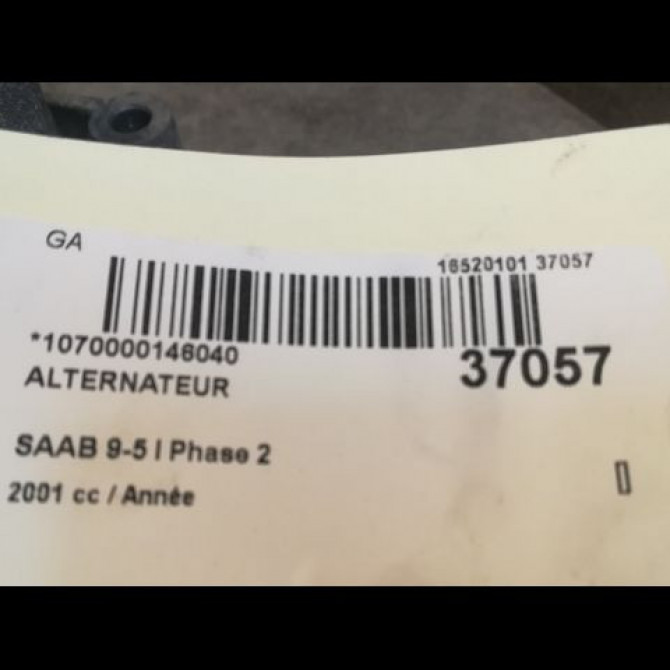 GA
16520101 37057
*1070000146040
37057
ALTERNATEUR
SAAB 9-5 I Phase 2
2001 cc / Année